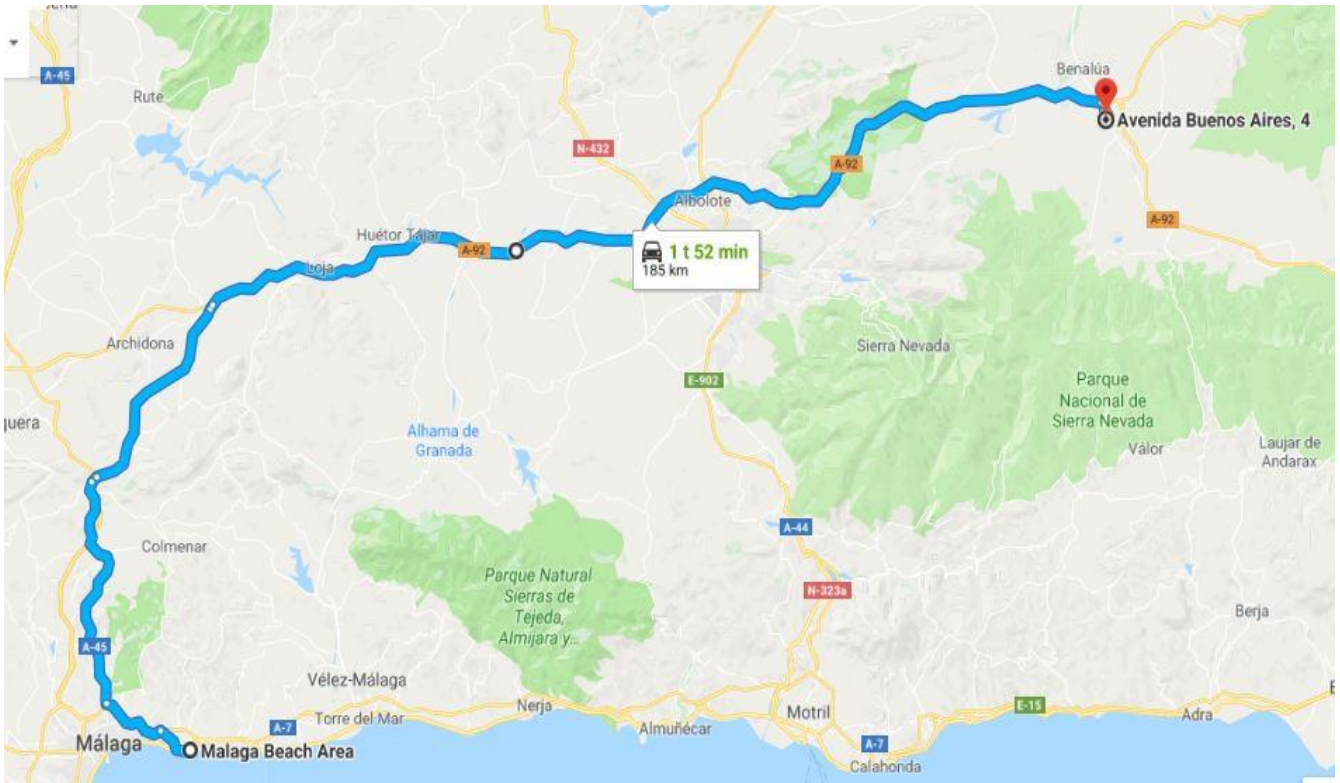 A-45
Rute
Benalúa
Avenida Buenos Aires, 4
N-432
A-92
Albolote
A-92
Huétor Tájar
A-92
Loja
1 t 52 min
185 km
Archidona
Sierra Nevada
E-902
Parque
Nacional de
Sierra Nevada
quera
Alhama de
Granada
Válor
Laujar de
Andarax
A-44
Colmenar
Parque Natural
Sierras de
Tejeda,
Almijara y...
N-323a
Berja
A-45
Vélez-Málaga
Nerja
E-15
Torre del Mar
A-7
Almuñécar
Motril
Adra
Málaga
Malaga Beach Area
A-7
Calahonda